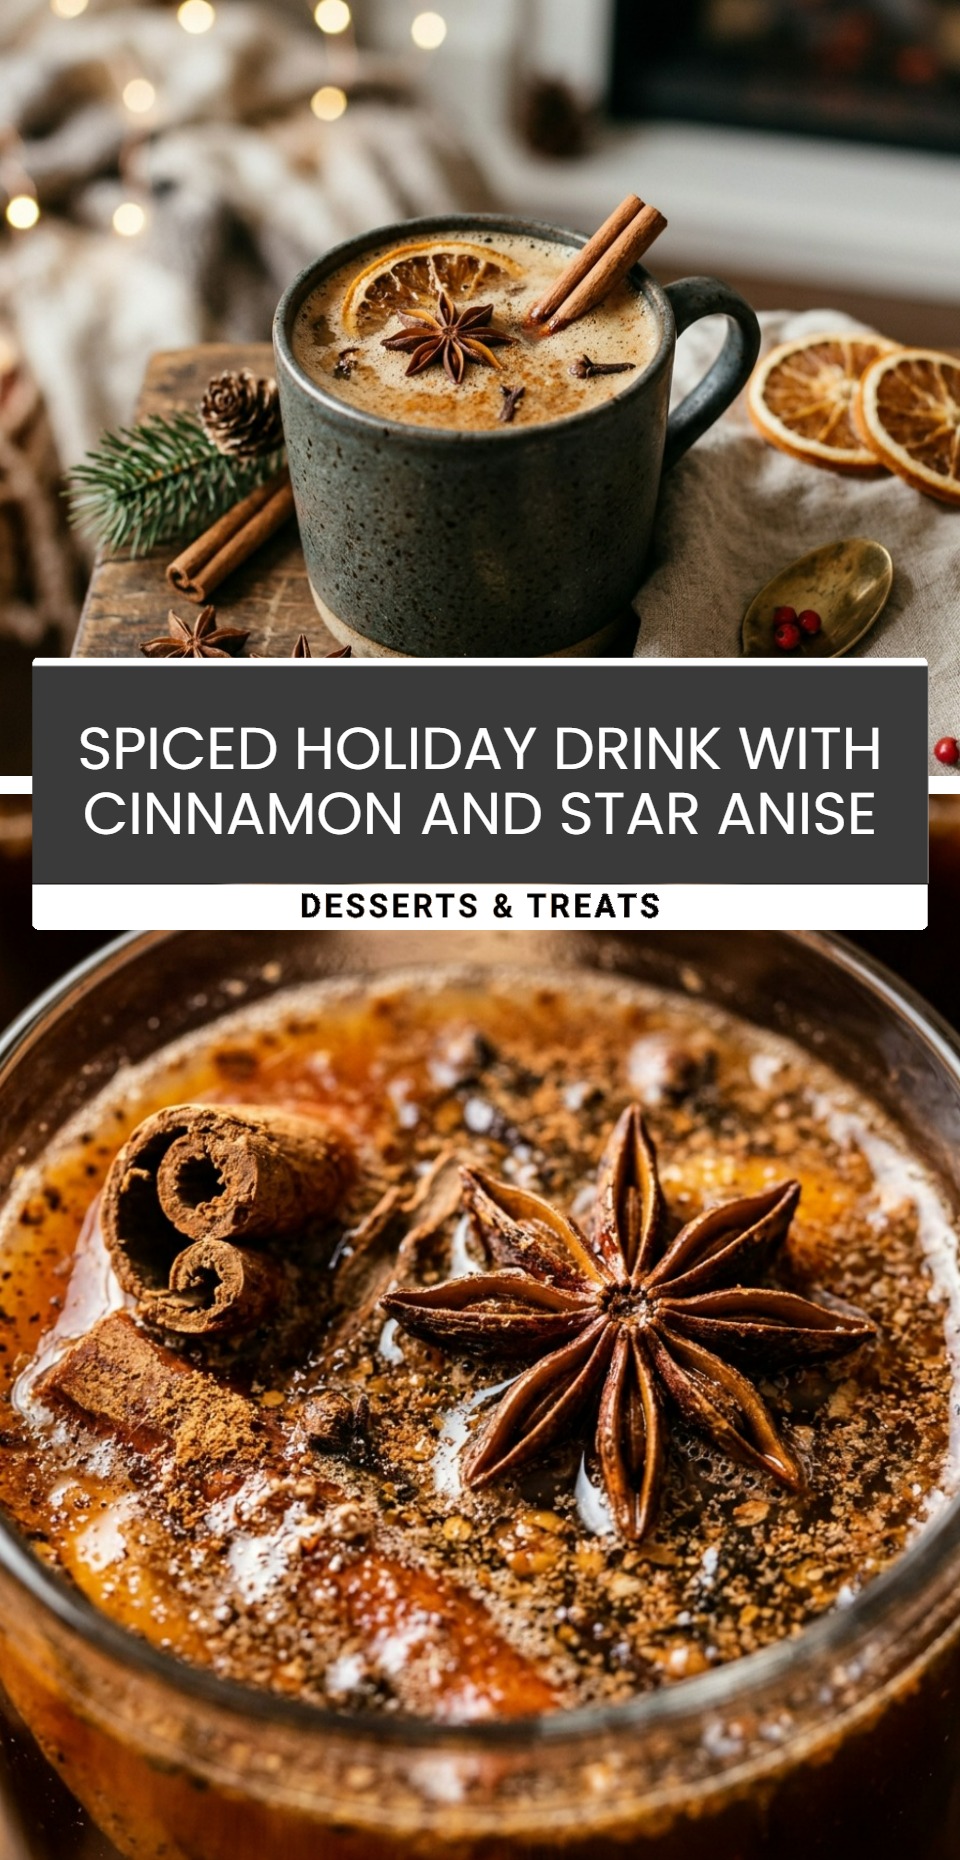 SPICED HOLIDAY DRINK WITH
CINNAMON AND STAR ANISE
DESSERTS & TREATS